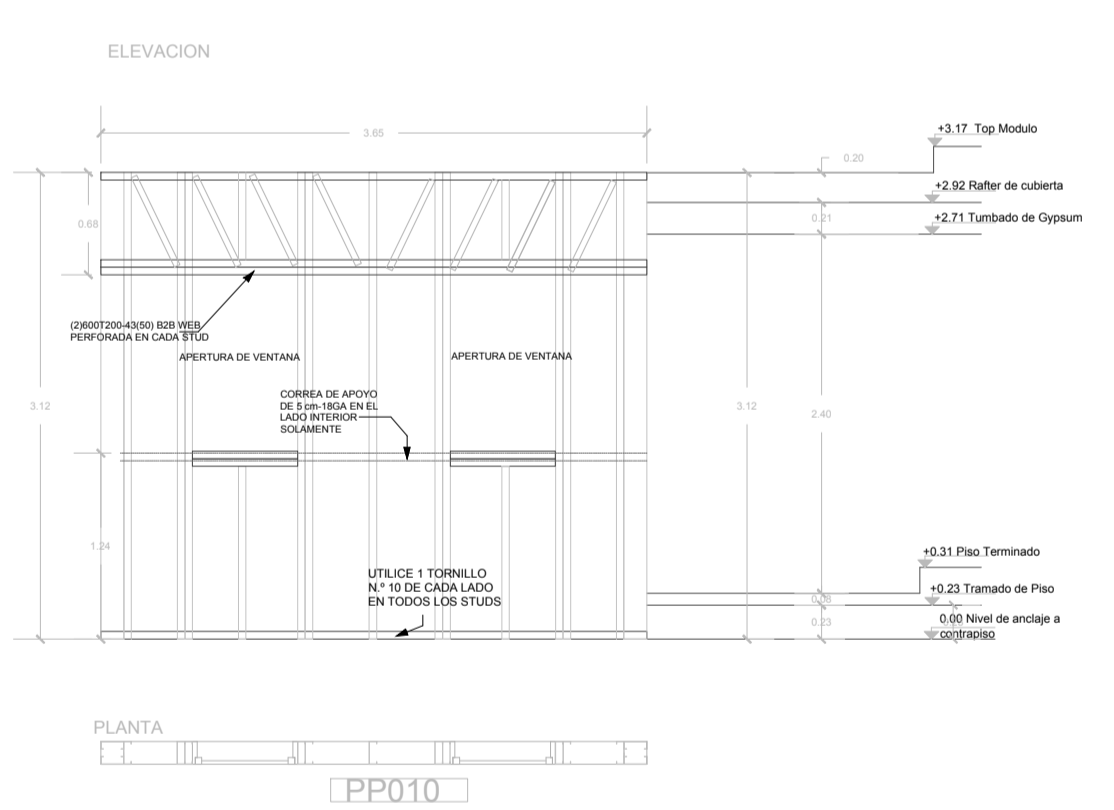 ELEVACION
3.65
+3.17 Top Modulo
0.20
+2.92 Rafter de cubierta
0.21
+2.71 Tumbado de Gypsum
0.68
(2)600T200-43(50) B2B WEB
PERFORADA EN CADA STUD
APERTURA DE VENTANA
APERTURA DE VENTANA
CORREA DE APOYO
DE 5 cm-18GA EN EL
LADO INTERIOR
SOLAMENTE
3.12
3.12
2.40
1.24
UTILICE 1 TORNILLO
N.º 10 DE CADA LADO
EN TODOS LOS STUDS
+0.31 Piso Terminado
+0.23 Tramado de Piso
0.08
0.23
0.00 Nivel de anclaje a
contrapiso
PLANTA
PP010